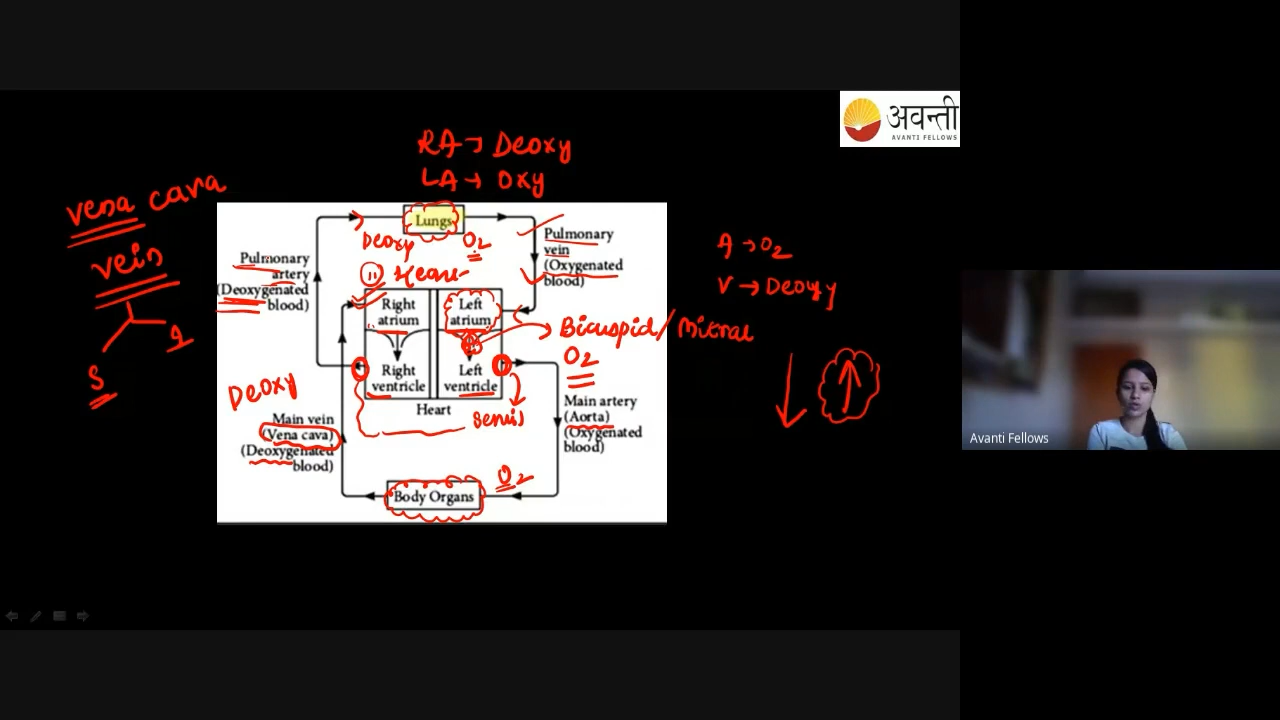 अवन्ती
AVANTI FELLOWS
RA → Deoxy
LA → Oxy
vena cava
vein
S
I
Lungs
Deoxy
O2
Pulmonary
artery
(Deoxygenated
blood)
Pulmonary
vein
(Oxygenated
blood)
A → O2
V → Deoxy
Right
atrium
Left
atrium
Bicuspid/Mitral
O2
Right
ventricle
Left
ventricle
Heart
Deoxy
Main vein
(Vena cava)
(Deoxygenated
blood)
Main artery
(Aorta)
(Oxygenated
blood)
Body Organs
O2
Avanti Fellows